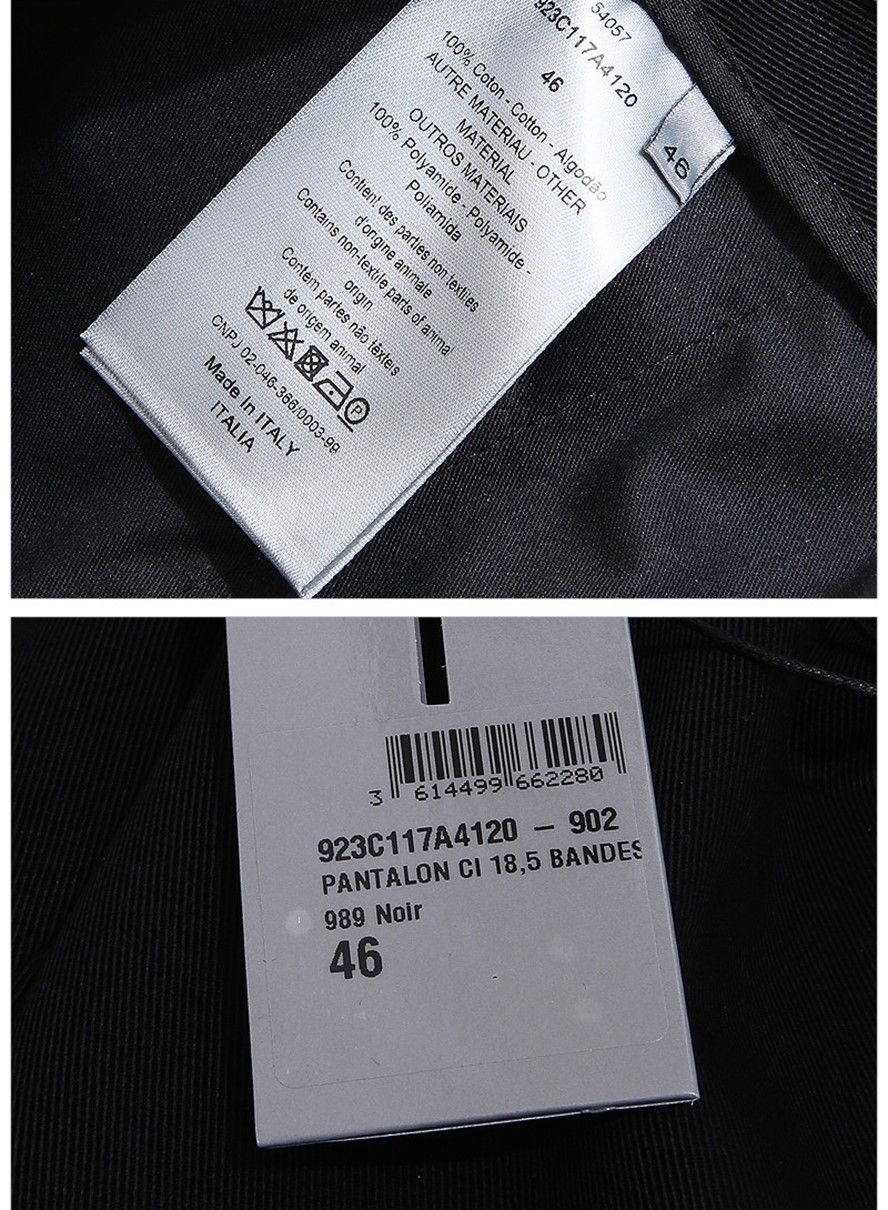 54057
923C117A4120
46
100% Coton - Cotton - Algodão
AUTRE MATERIAU - OTHER
MATERIAL
OUTROS MATERIAIS
100% Polyamide - Polyamide -
Poliamida
Contient des parties non textiles
d'origine animale
Contains non-textile parts of animal
origin
Contém partes não têxteis
de origem animal
P
CNPJ 02-046-366/0003-99
Made In ITALY
ITALIA
46
3 614499 662280
923C117A4120 – 902
PANTALON CI 18,5 BANDES
989 Noir
46